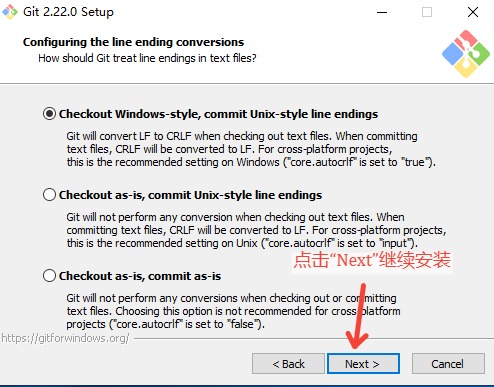 Git 2.22.0 Setup
Configuring the line ending conversions
How should Git treat line endings in text files?
Checkout Windows-style, commit Unix-style line endings
Git will convert LF to CRLF when checking out text files. When committing
text files, CRLF will be converted to LF. For cross-platform projects,
this is the recommended setting on Windows ("core.autocrlf" is set to "true").
Checkout as-is, commit Unix-style line endings
Git will not perform any conversion when checking out text files. When
committing text files, CRLF will be converted to LF. For cross-platform projects,
this is the recommended setting on Unix ("core.autocrlf" is set to "input").
点击“Next”继续安装
Checkout as-is, commit as-is
Git will not perform any conversions when checking out or committing
text files. Choosing this option is not recommended for cross-platform
projects ("core.autocrlf" is set to "false").
https://gitforwindows.org/
< Back
Next >
Cancel